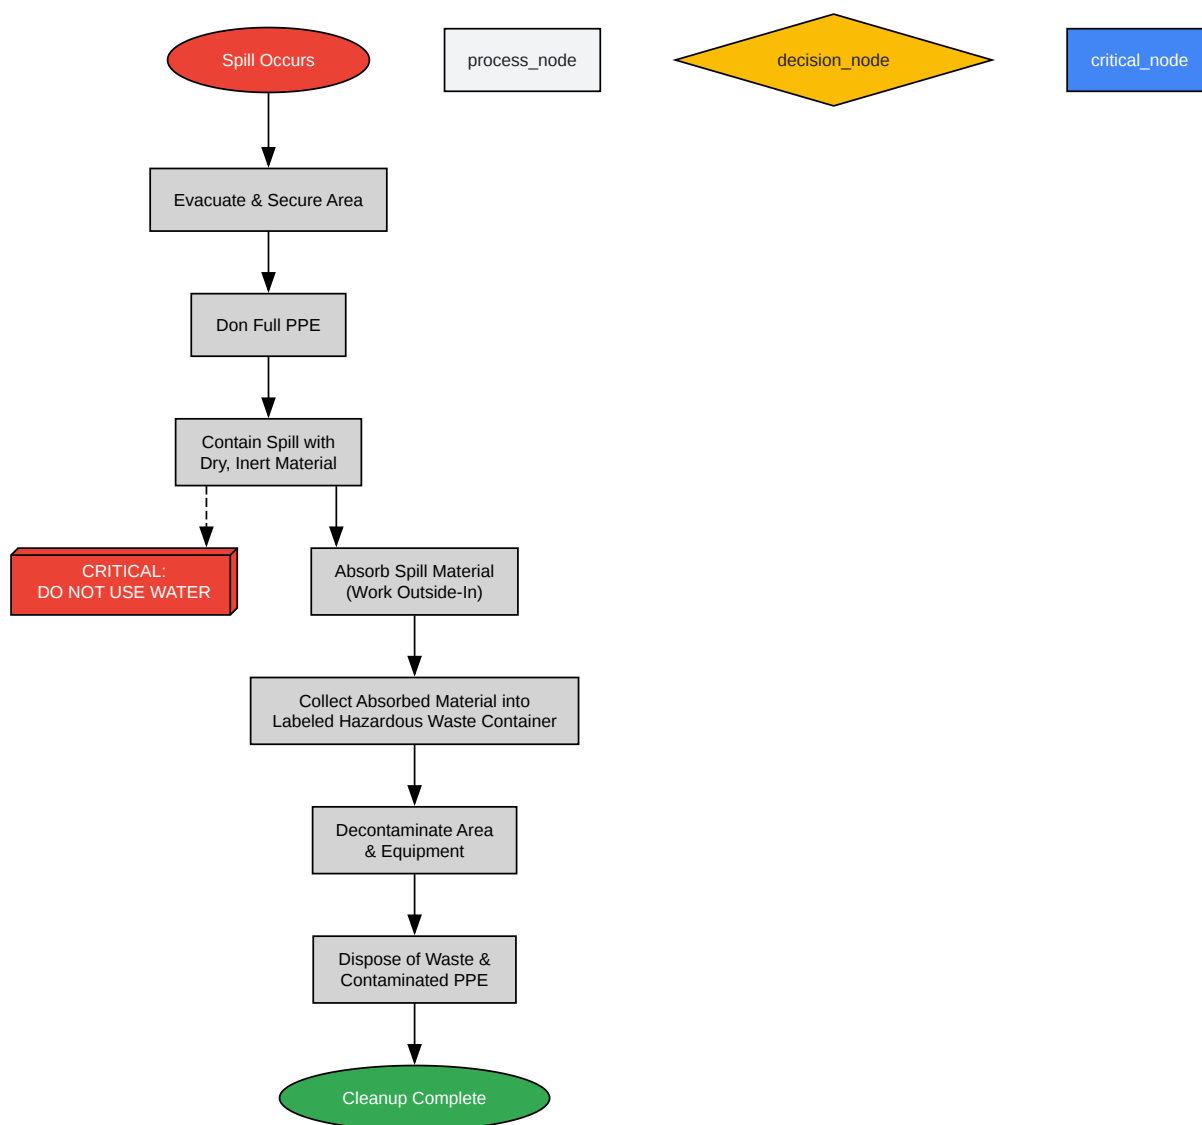 Spill Occurs
process_node
decision_node
critical_node
Evacuate & Secure Area
Don Full PPE
Contain Spill with
Dry, Inert Material
CRITICAL:
DO NOT USE WATER
Absorb Spill Material
(Work Outside-In)
Collect Absorbed Material into
Labeled Hazardous Waste Container
Decontaminate Area
& Equipment
Dispose of Waste &
Contaminated PPE
Cleanup Complete